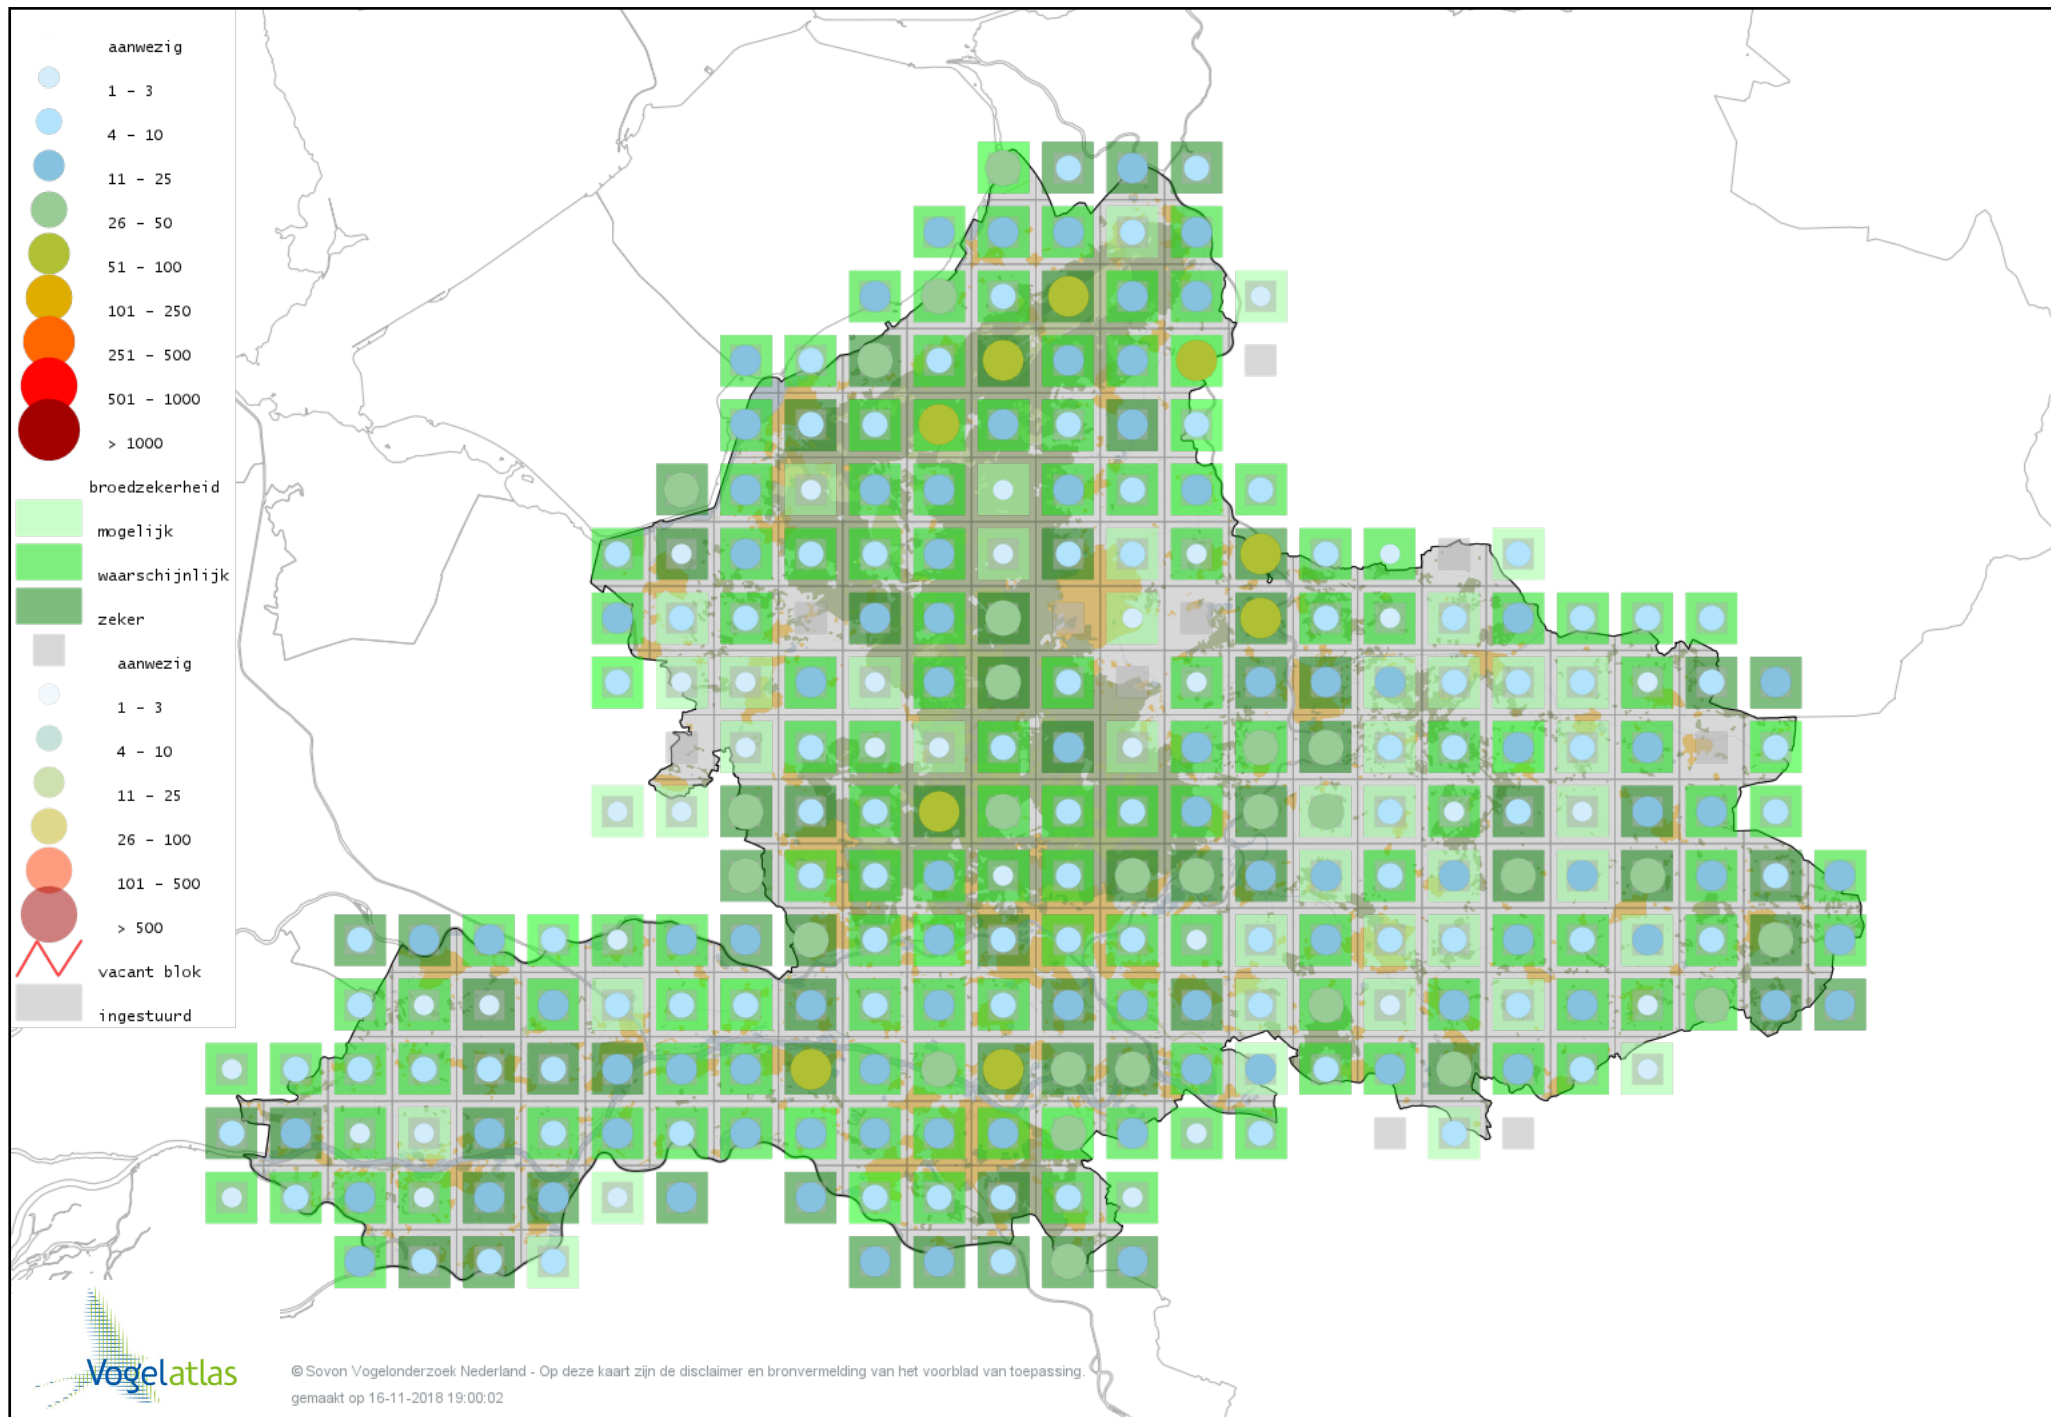 aanwezig
1 - 3
4 - 10
11 - 25
26 - 50
51 - 100
101 - 250
251 - 500
501 - 1000
> 1000
broedzekerheid
mogelijk
waarschijnlijk
zeker
aanwezig
1 - 3
4 - 10
11 - 25
26 - 100
101 - 500
> 500
vacant blok
ingestuurd
Vogelatlas
© Sovon Vogelonderzoek Nederland - Op deze kaart zijn de disclaimer en bronvermelding van het voorblad van toepassing.
gemaakt op 16-11-2018 19:00:02